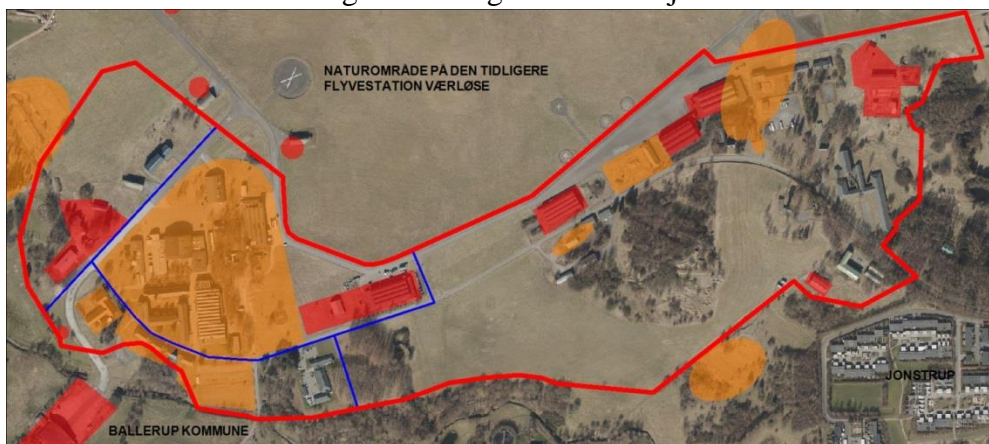 NATUROMRÅDE PÅ DEN TIDLIGERE
FLYVESTATION VÆRLØSE
JONSTRUP
BALLERUP KOMMUNE